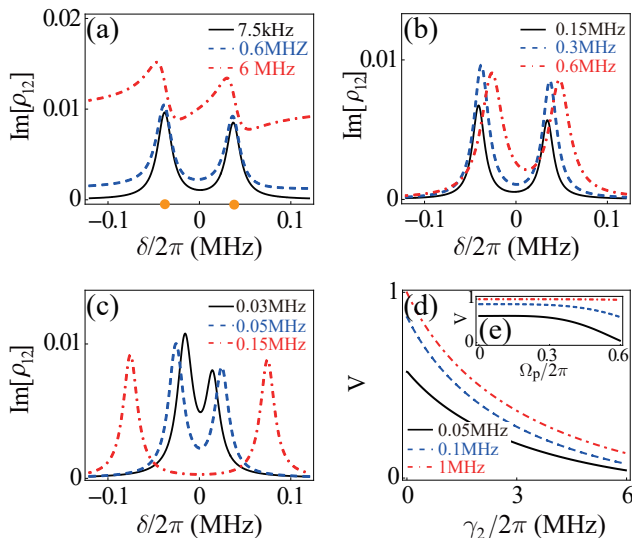 (a)
7.5kHz
0.6MHZ
6 MHz
0.02
0.01
0
Im[ρ12]
−0.1 0 0.1
δ/2π (MHz)
(b)
0.15MHz
0.3MHz
0.6MHz
0.01
0
Im[ρ12]
−0.1 0 0.1
δ/2π (MHz)
(c)
0.03MHz
0.05MHz
0.15MHz
0.01
0
Im[ρ12]
−0.1 0 0.1
δ/2π (MHz)
(d)
1
0
V
0.05MHz
0.1MHz
1MHz
0 3 6
γ2/2π (MHz)
(e)
1
0
V
0 0.3 0.6
Ωp/2π